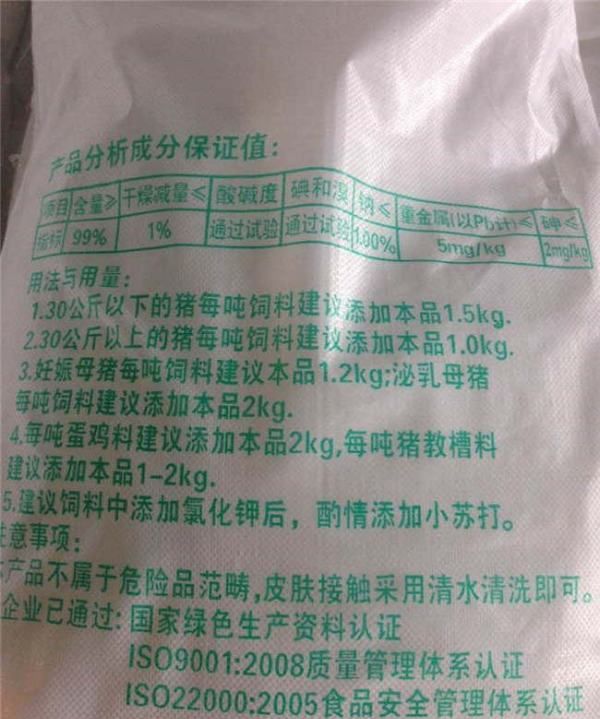 产品分析成分保证值：
项目 含量≥ 干燥减量≤ 酸碱度 碘和溴 钠≤ 重金属(以Pb计)≤ 砷≤
指标 99% 1% 通过试验 通过试验 1.00% 5mg/kg 2mg/kg
用法与用量：
1.30公斤以下的猪每吨饲料建议添加本品1.5kg.
2.30公斤以上的猪每吨饲料建议添加本品1.0kg.
3.妊娠母猪每吨饲料建议本品1.2kg;泌乳母猪
每吨饲料建议添加本品2kg.
4.每吨蛋鸡料建议添加本品2kg,每吨猪教槽料
建议添加本品1-2kg.
5.建议饲料中添加氯化钾后，酌情添加小苏打。
注意事项：
本产品不属于危险品范畴,皮肤接触采用清水清洗即可。
企业已通过: 国家绿色生产资料认证
ISO9001:2008质量管理体系认证
ISO22000:2005食品安全管理体系认证